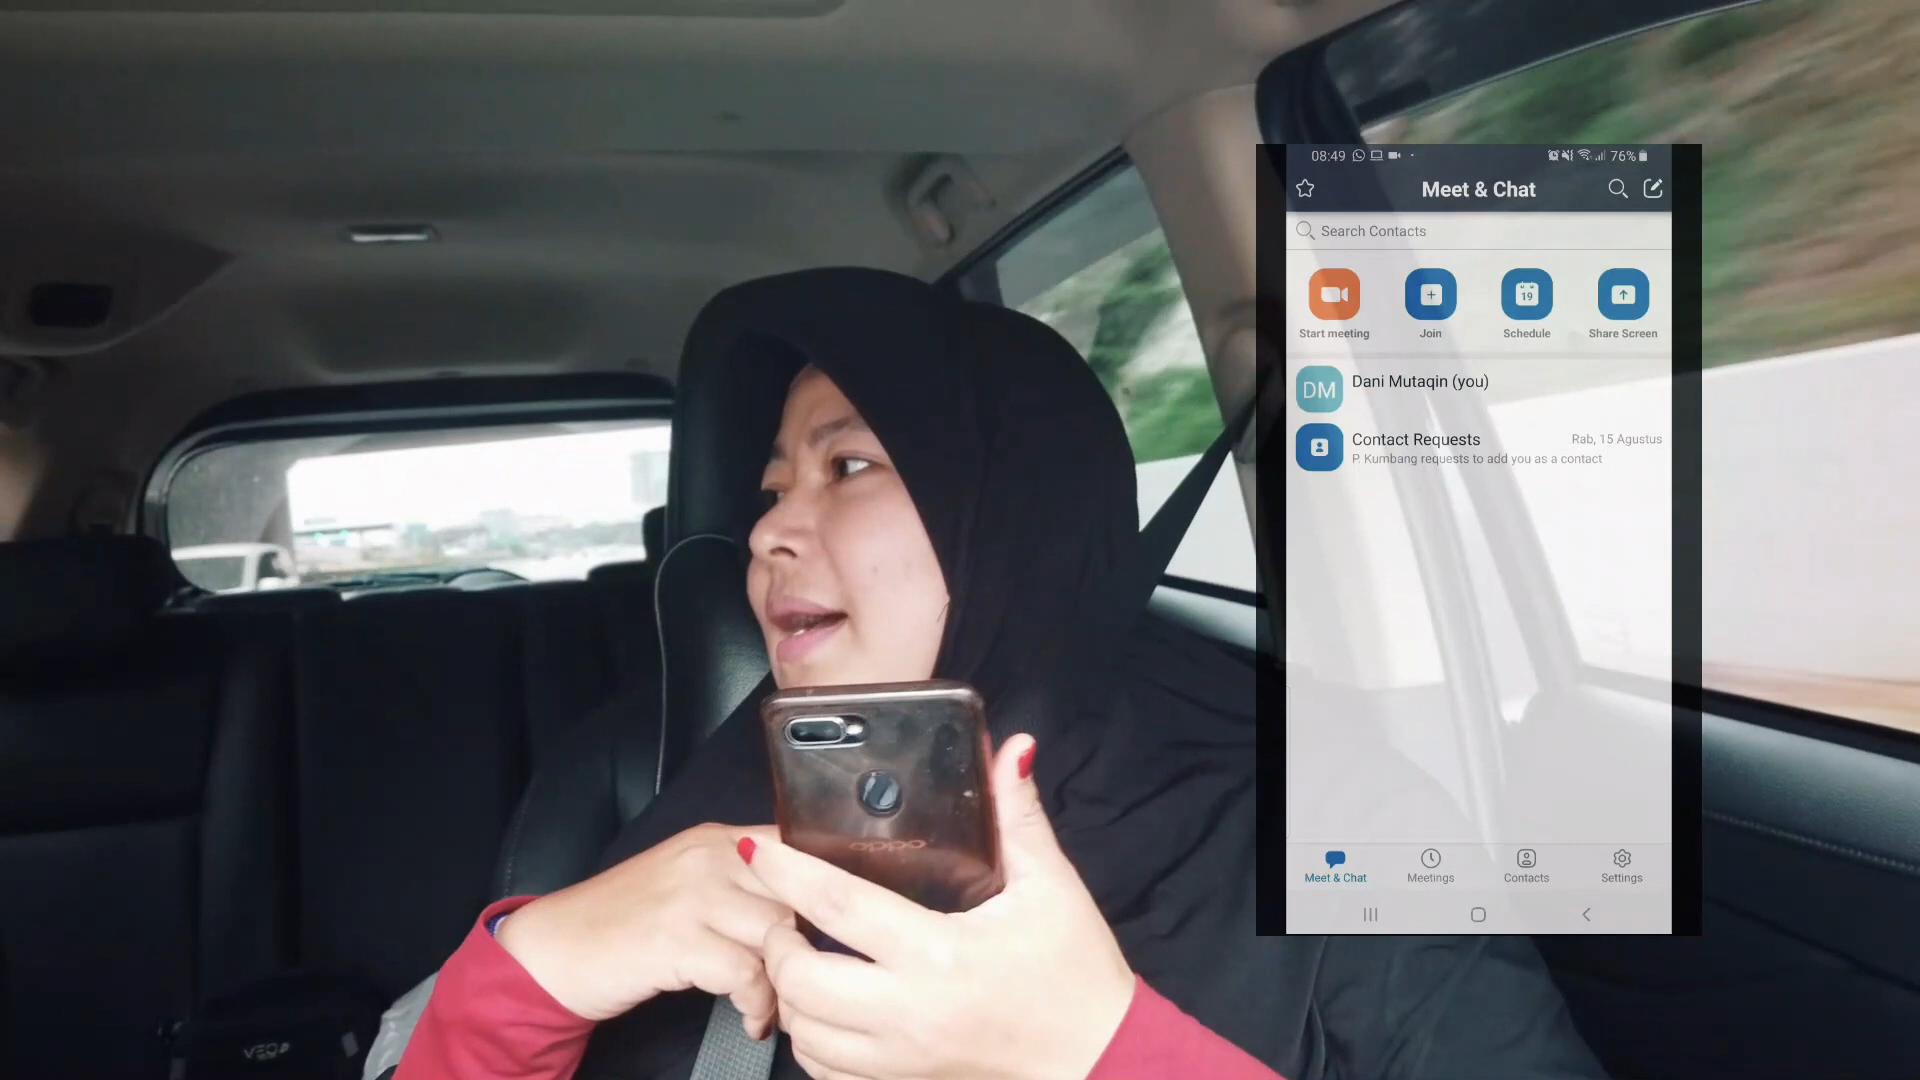 08:49
76%
Meet & Chat
Search Contacts
19
Start meeting
Join
Schedule
Share Screen
DM
Dani Mutaqin (you)
Contact Requests
Rab, 15 Agustus
P. Kumbang requests to add you as a contact
Meet & Chat
Meetings
Contacts
Settings
oppo